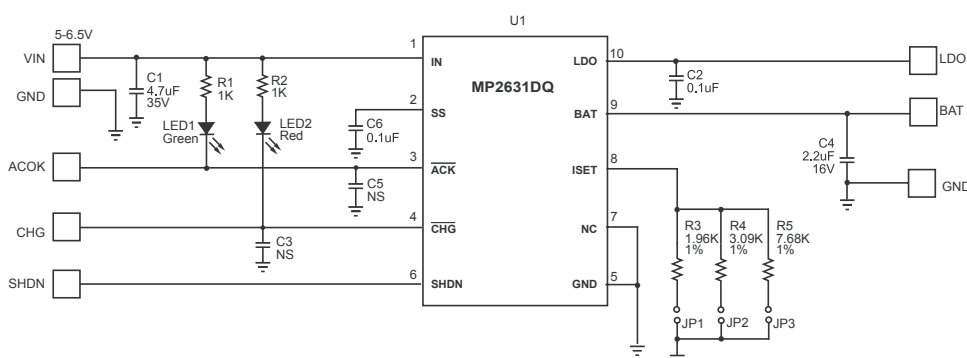 U1
5-6.5V
VIN
GND
ACOK
CHG
SHDN
C1
4.7uF
35V
R1
1K
R2
1K
LED1
Green
LED2
Red
C6
0.1uF
C5
NS
C3
NS
1
2
3
4
6
MP2631DQ
IN
SS
ACK
CHG
SHDN
LDO
BAT
ISET
NC
GND
10
9
8
7
5
C2
0.1uF
C4
2.2uF
16V
R3
1.96K
1%
R4
3.09K
1%
R5
7.68K
1%
JP1
JP2
JP3
LDO
BAT
GND